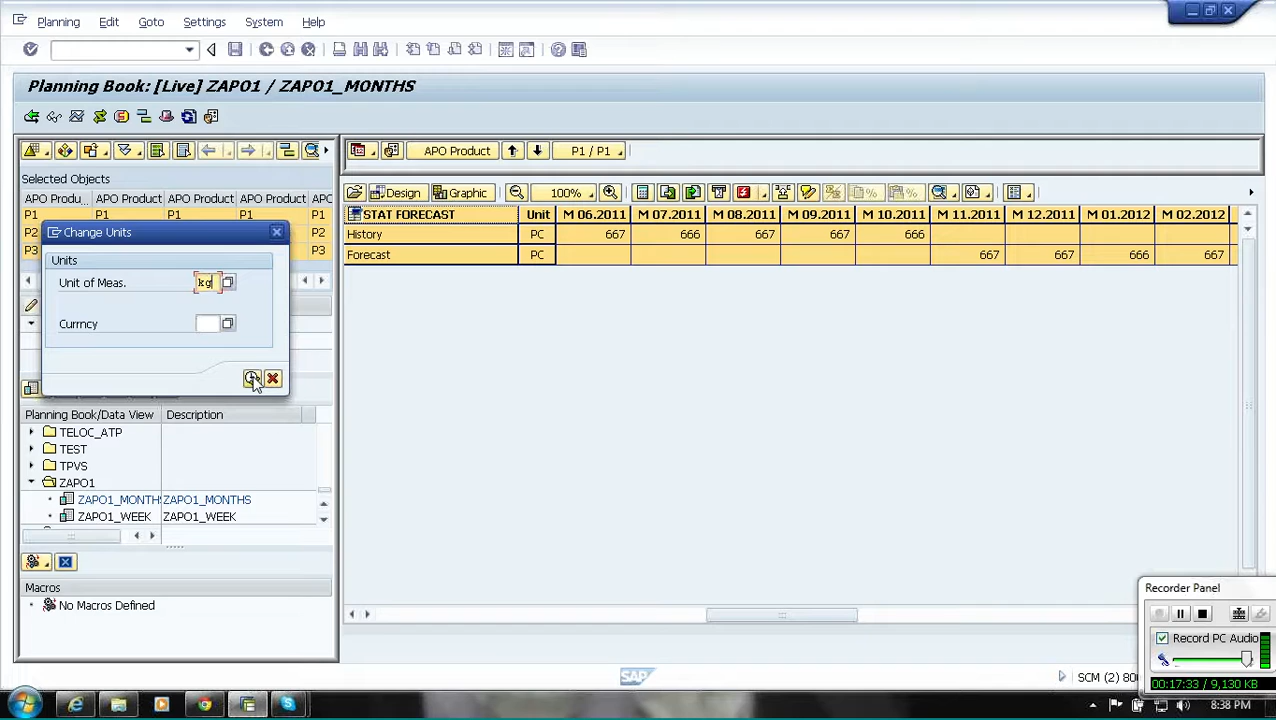 Planning Edit Goto Settings System Help
Planning Book: [Live] ZAPO1 / ZAPO1_MONTHS
APO Product P1 / P1
Selected Objects
APO Produ... APO Product APO Product APO Product AP(
P1 P1 P1 P1 P1
P2 P2
P3 P3
Change Units
Units
Unit of Meas. kg
Currncy
Design Graphic 100%
STAT FORECAST Unit M 06.2011 M 07.2011 M 08.2011 M 09.2011 M 10.2011 M 11.2011 M 12.2011 M 01.2012 M 02.2012
History PC 667 666 667 667 666
Forecast PC 667 667 666 667
Planning Book/Data View Description
TELOC_ATP
TEST
TPVS
ZAPO1
ZAPO1_MONTH ZAPO1_MONTHS
ZAPO1_WEEK ZAPO1_WEEK
Macros
No Macros Defined
Recorder Panel
Record PC Audio
00:17:33 / 9,130 KB
SAP
SCM (2) 80
8:38 PM